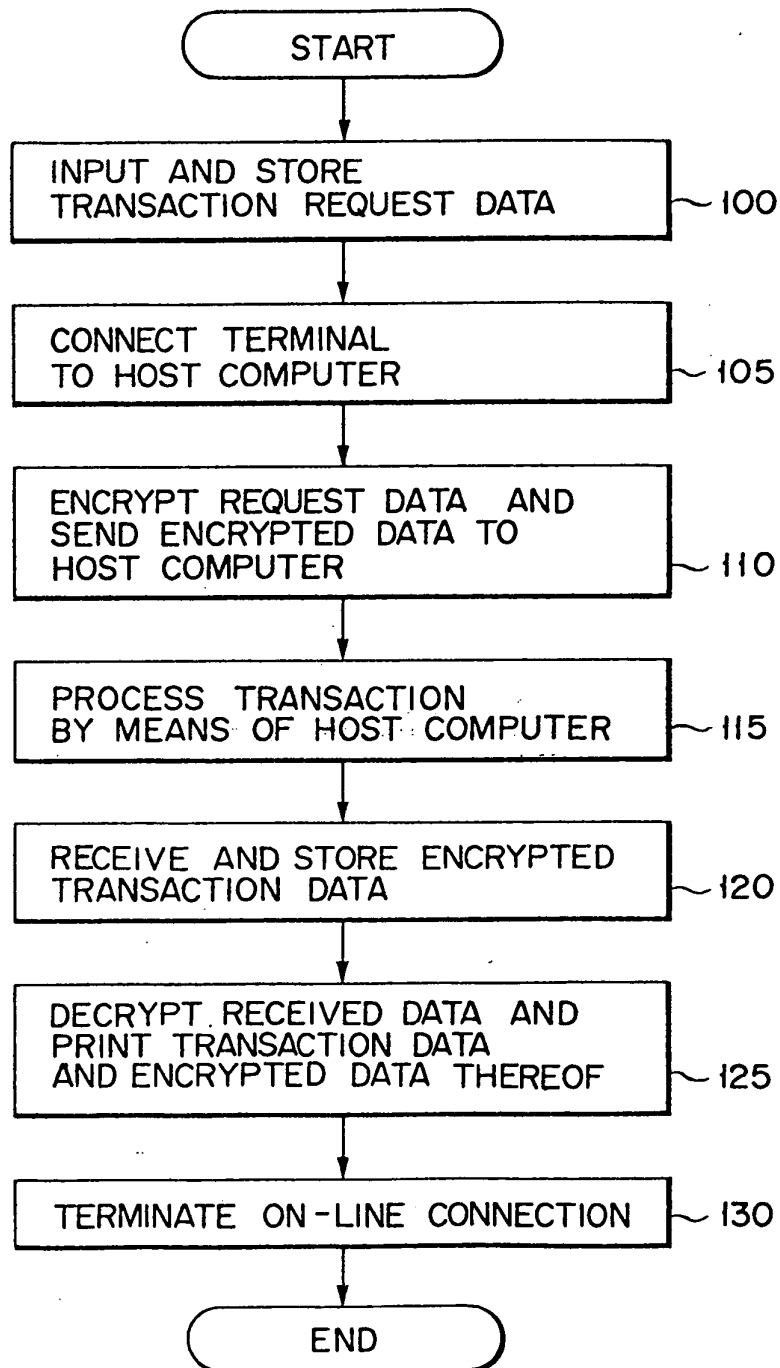 START
INPUT AND STORE
TRANSACTION REQUEST DATA
100
CONNECT TERMINAL
TO HOST COMPUTER
105
ENCRYPT REQUEST DATA AND
SEND ENCRYPTED DATA TO
HOST COMPUTER
110
PROCESS TRANSACTION
BY MEANS OF HOST COMPUTER
115
RECEIVE AND STORE ENCRYPTED
TRANSACTION DATA
120
DECRYPT RECEIVED DATA AND
PRINT TRANSACTION DATA
AND ENCRYPTED DATA THEREOF
125
TERMINATE ON-LINE CONNECTION
130
END